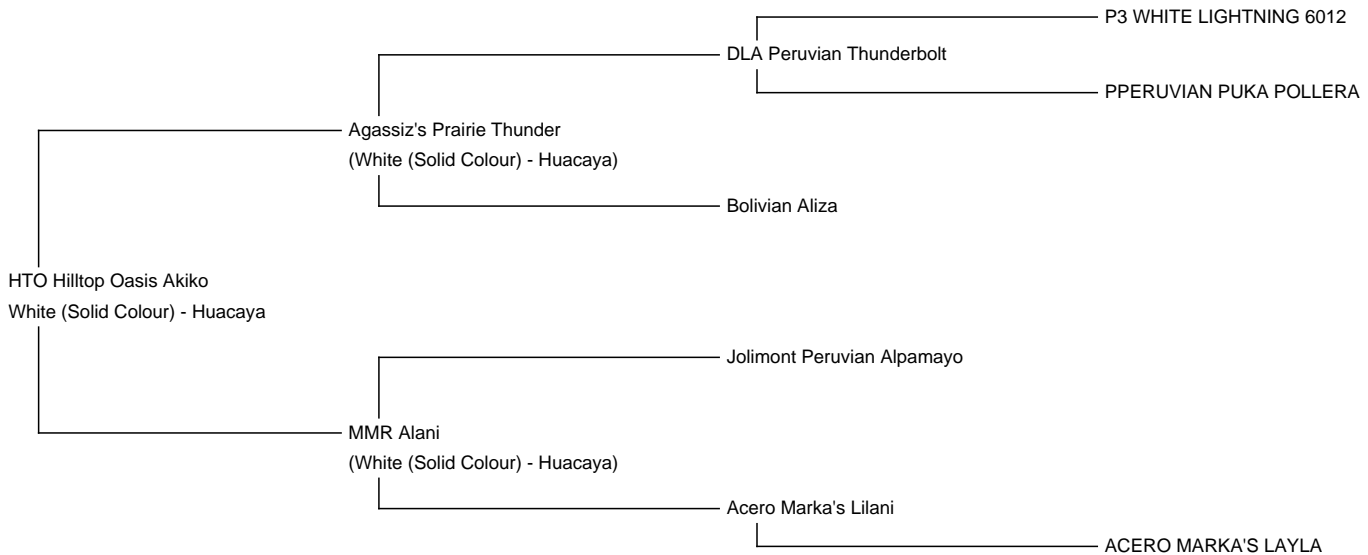 P3 WHITE LIGHTNING 6012
DLA Peruvian Thunderbolt
PPERUVIAN PUKA POLLERA
Agassiz's Prairie Thunder
(White (Solid Colour) - Huacaya)
Bolivian Aliza
HTO Hilltop Oasis Akiko
White (Solid Colour) - Huacaya
Jolimont Peruvian Alpamayo
MMR Alani
(White (Solid Colour) - Huacaya)
Acero Marka's Lilani
ACERO MARKA'S LAYLA